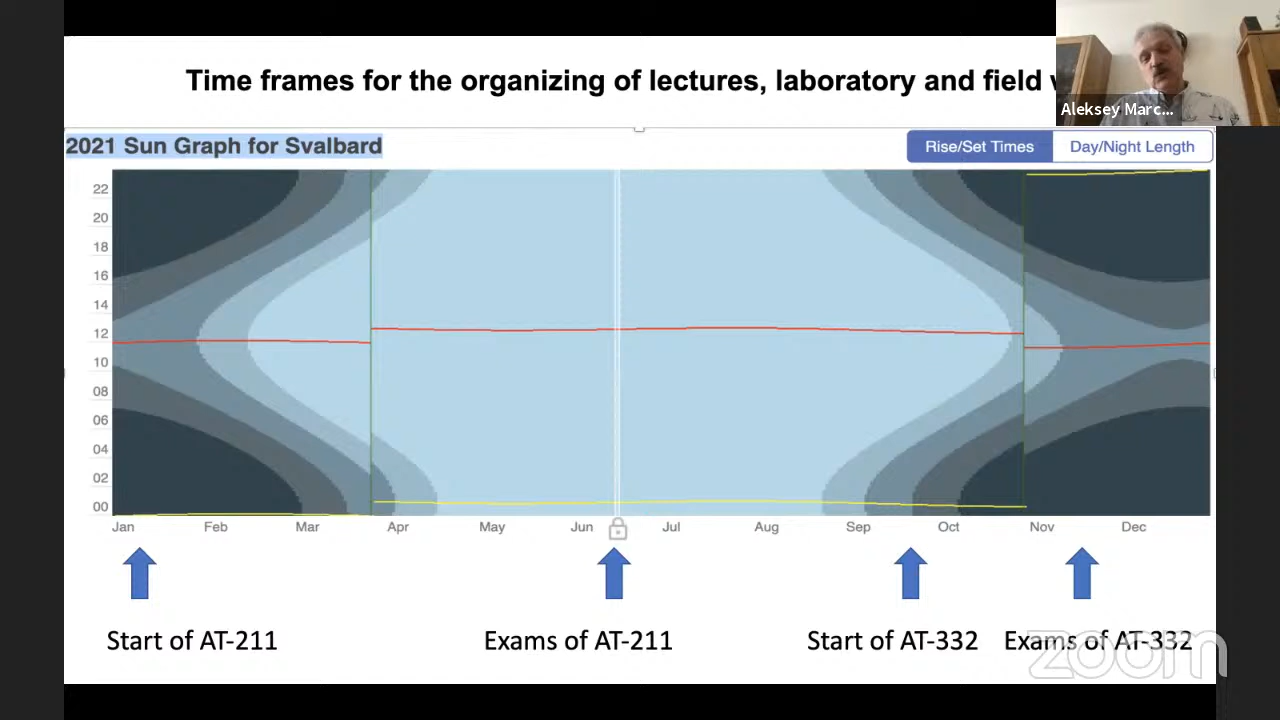 Time frames for the organizing of lectures, laboratory and field
Aleksey Marc...
2021 Sun Graph for Svalbard
Rise/Set Times
Day/Night Length
22
20
18
16
14
12
10
08
06
04
02
00
Jan Feb Mar Apr May Jun Jul Aug Sep Oct Nov Dec
Start of AT-211
Exams of AT-211
Start of AT-332
Exams of AT-332
zoom